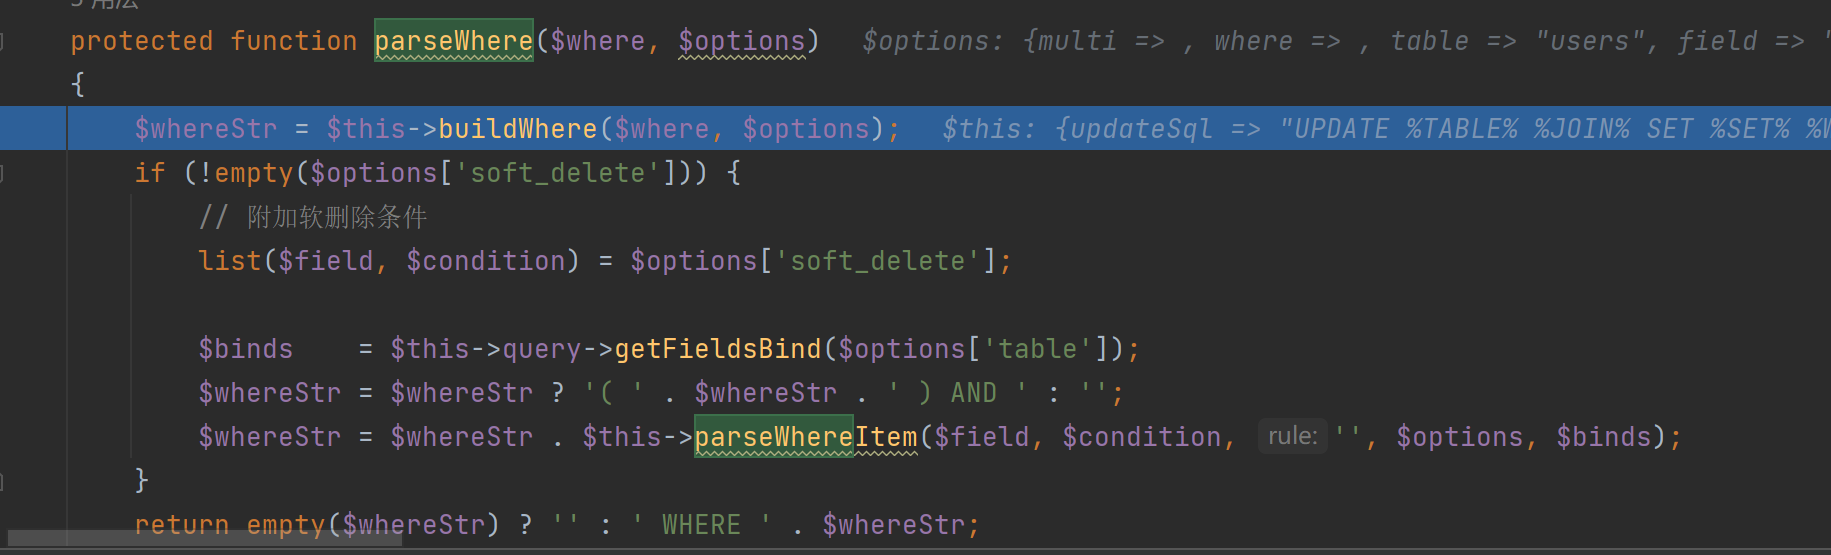 5 用法
protected function parseWhere($where, $options)   $options: {multi => , where => , table => "users", field => "
{
    $whereStr = $this->buildWhere($where, $options);   $this: {updateSql => "UPDATE %TABLE% %JOIN% SET %SET% %W
    if (!empty($options['soft_delete'])) {
        // 附加软删除条件
        list($field, $condition) = $options['soft_delete'];
        $binds    = $this->query->getFieldsBind($options['table']);
        $whereStr = $whereStr ? '( ' . $whereStr . ' ) AND ' : '';
        $whereStr = $whereStr . $this->parseWhereItem($field, $condition, rule: '', $options, $binds);
    }
    return empty($whereStr) ? '' : ' WHERE ' . $whereStr;